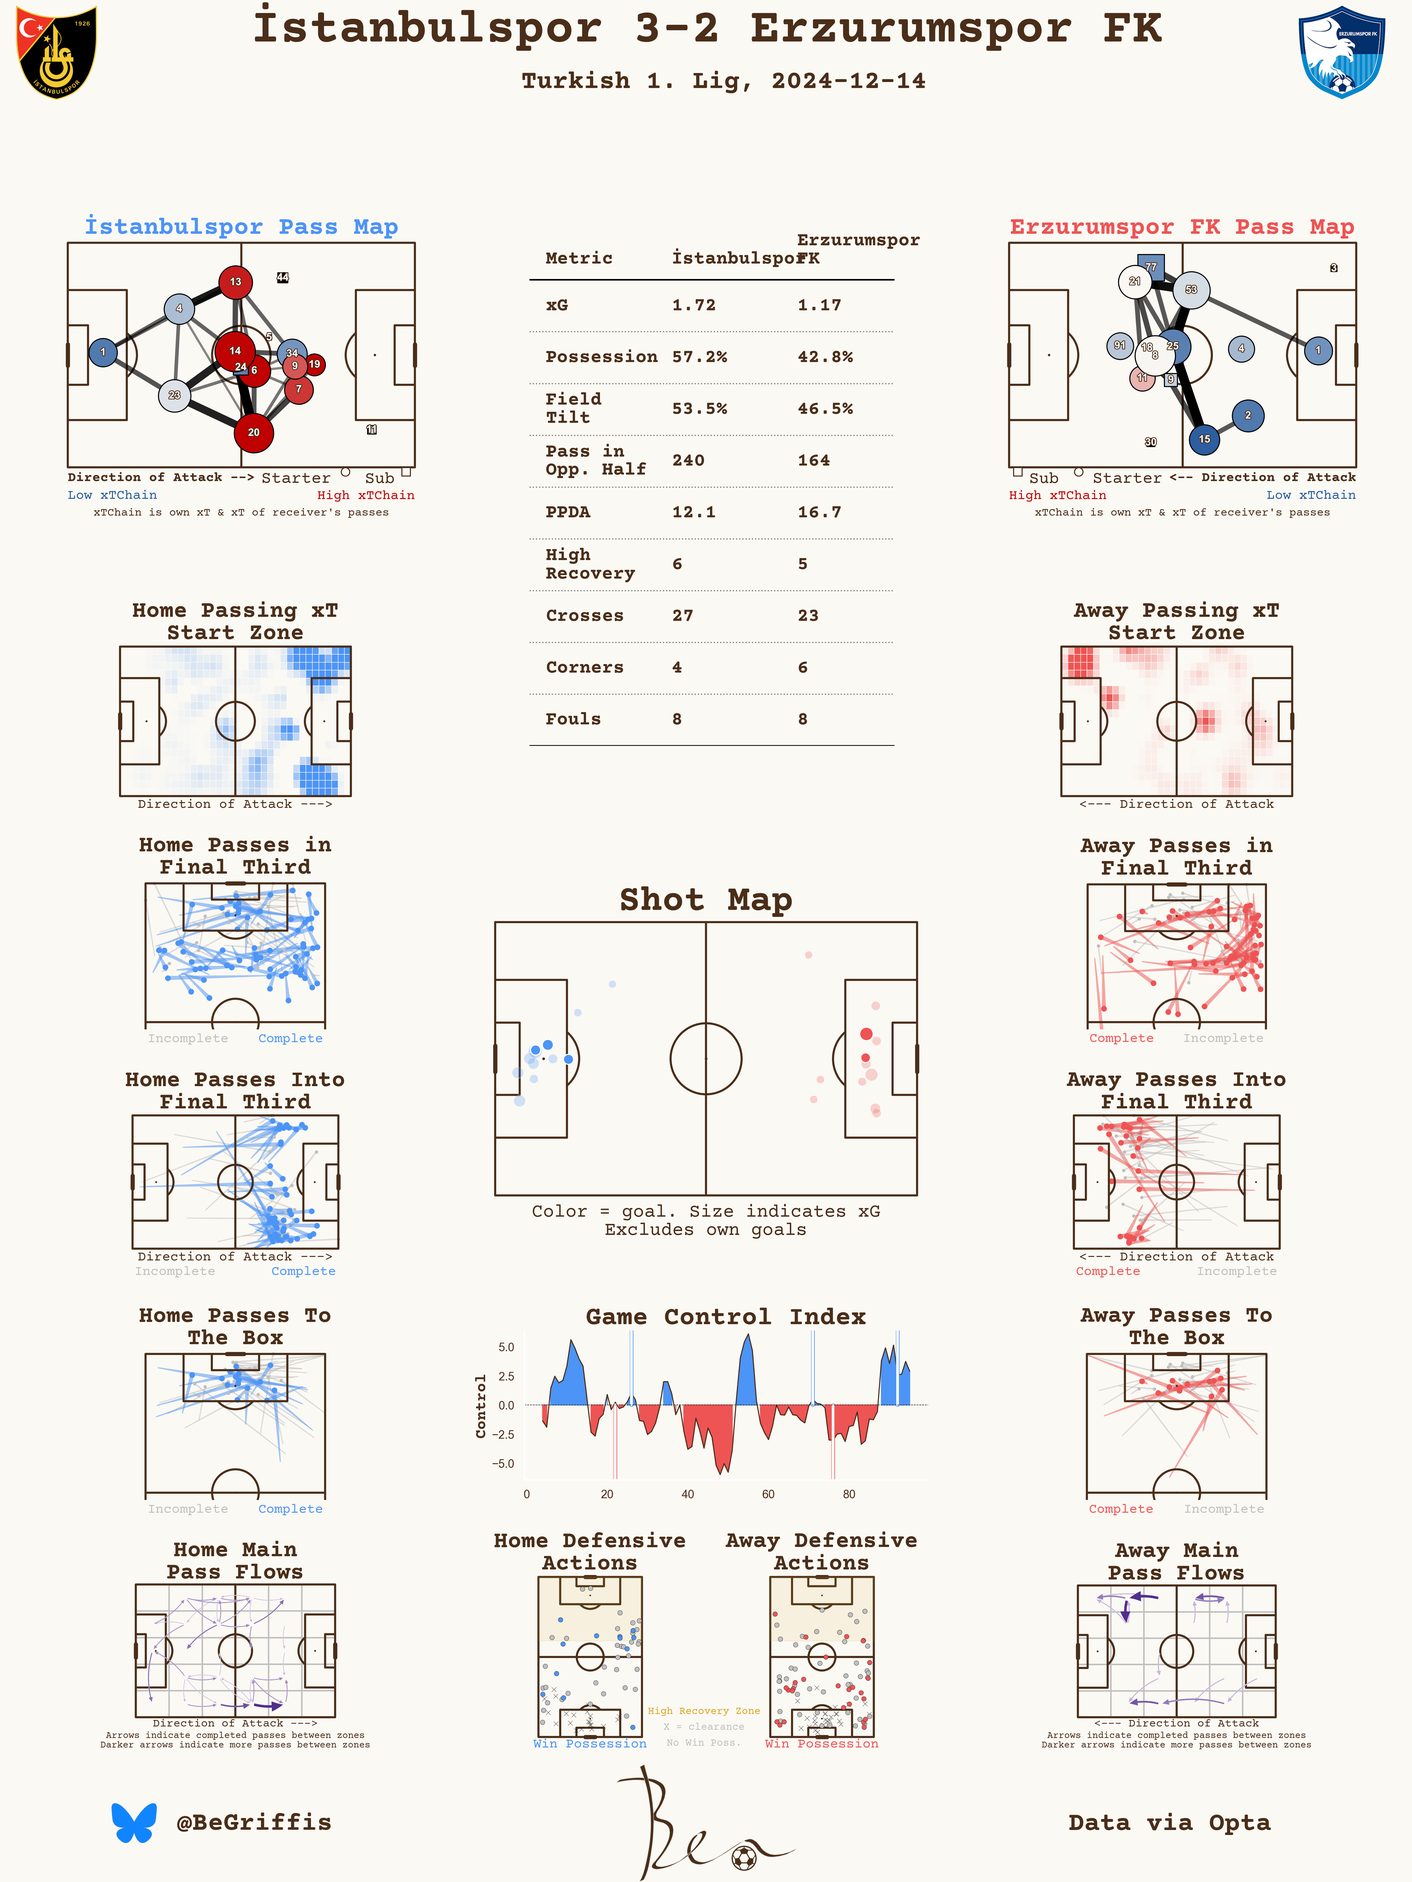 İstanbulspor 3-2 Erzurumspor FK
Turkish 1. Lig, 2024-12-14
1926
İSTANBULSPOR
ERZURUMSPOR FK
İstanbulspor Pass Map
13
44
4
5
1
14
34
24
6
9
19
23
7
20
11
Direction of Attack --> Starter Sub
Low xTChain High xTChain
xTChain is own xT & xT of receiver's passes
Metric İstanbulspor Erzurumspor FK
xG 1.72 1.17
Possession 57.2% 42.8%
Field Tilt 53.5% 46.5%
Pass in Opp. Half 240 164
PPDA 12.1 16.7
High Recovery 6 5
Crosses 27 23
Corners 4 6
Fouls 8 8
Erzurumspor FK Pass Map
77
3
21
53
91
18
25
8
4
1
11
9
2
30
15
Sub Starter <-- Direction of Attack
High xTChain Low xTChain
xTChain is own xT & xT of receiver's passes
Home Passing xT
Start Zone
Direction of Attack --->
Away Passing xT
Start Zone
<--- Direction of Attack
Home Passes in
Final Third
Incomplete Complete
Away Passes in
Final Third
Complete Incomplete
Shot Map
Color = goal. Size indicates xG
Excludes own goals
Home Passes Into
Final Third
Direction of Attack --->
Incomplete Complete
Away Passes Into
Final Third
<--- Direction of Attack
Complete Incomplete
Home Passes To
The Box
Incomplete Complete
Game Control Index
Control
5.0
2.5
0.0
−2.5
−5.0
0 20 40 60 80
Away Passes To
The Box
Complete Incomplete
Home Main
Pass Flows
Direction of Attack --->
Arrows indicate completed passes between zones
Darker arrows indicate more passes between zones
Home Defensive
Actions
Win Possession
Away Defensive
Actions
Win Possession
High Recovery Zone
X = clearance
No Win Poss.
Away Main
Pass Flows
<--- Direction of Attack
Arrows indicate completed passes between zones
Darker arrows indicate more passes between zones
@BeGriffis
Ben
Data via Opta